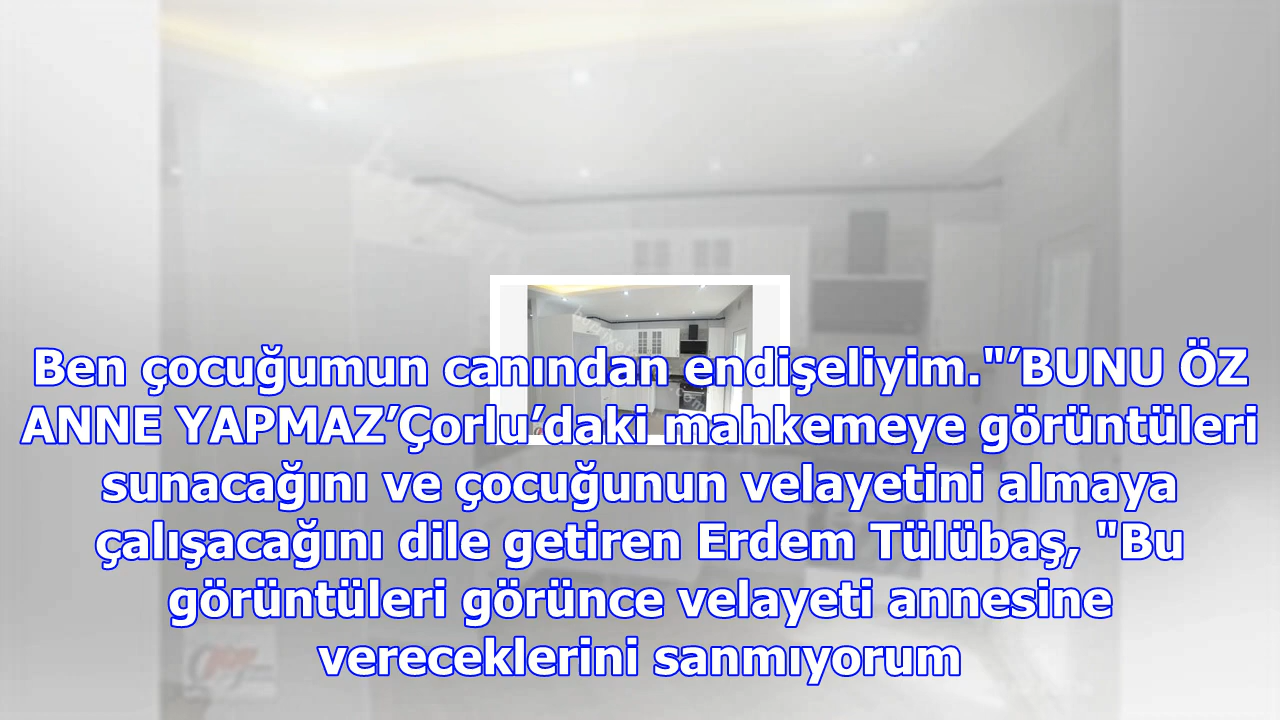 Ben çocuğumun canından endişeliyim."’BUNU ÖZ
ANNE YAPMAZ’Çorlu’daki mahkemeye görüntüleri
sunacağını ve çocuğunun velayetini almaya
çalışacağını dile getiren Erdem Tülübaş, "Bu
görüntüleri görünce velayeti annesine
vereceklerini sanmıyorum